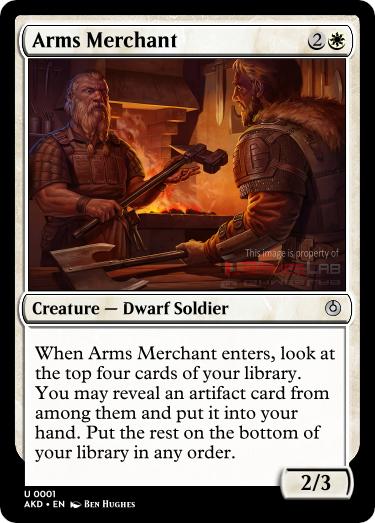 Arms Merchant
2
This image is property of
LAB
Creature — Dwarf Soldier
When Arms Merchant enters, look at
the top four cards of your library.
You may reveal an artifact card from
among them and put it into your
hand. Put the rest on the bottom of
your library in any order.
2/3
U 0001
AKD • EN Ben Hughes